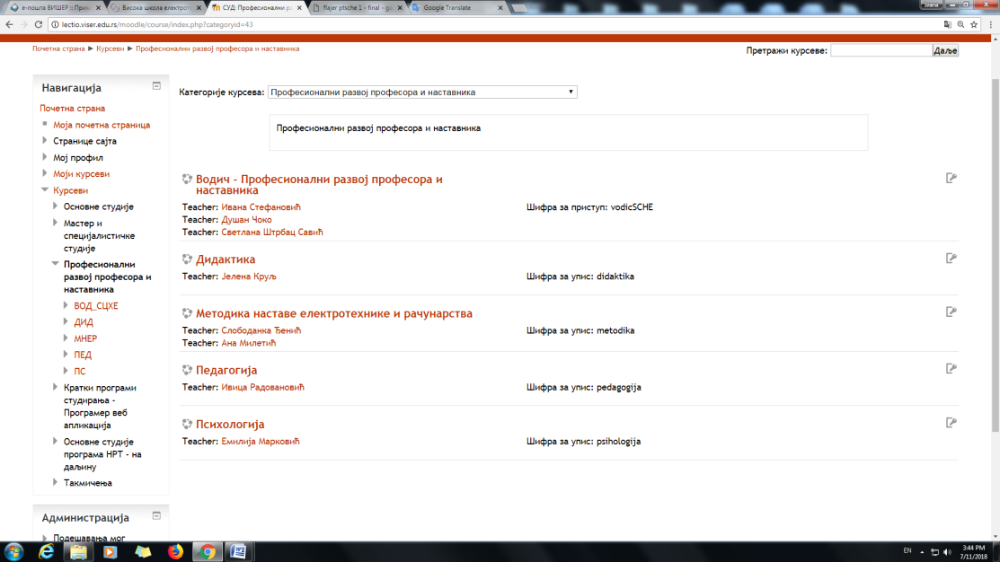 е-пошта ВИШЕР :: При
Висока школа електрот
СУД: Професионални р
flajer ptsche 1 - final - g
Google Translate
Ivana
lectio.viser.edu.rs/moodle/course/index.php?categoryid=43
Почетна страна ► Курсеви ► Професионални развој професора и наставника
Претражи курсеве:
Даље
Навигација
Почетна страна
Моја почетна страница
Странице сајта
Мој профил
Моји курсеви
Курсеви
Основне студије
Мастер и
специјалистичке
студије
Професионални
развој професора и
наставника
ВОД_СЦХЕ
ДИД
МНЕР
ПЕД
ПС
Кратки програми
студирања -
Програмер веб
апликација
Основне студије
програма НРТ - на
даљину
Такмичења
Администрација
Подешавања мог
Категорије курсева: Професионални развој професора и наставника
Професионални развој професора и наставника
Водич - Професионални развој професора и
наставника
Teacher: Ивана Стефановић
Teacher: Душан Чоко
Teacher: Светлана Штрбац Савић
Шифра за приступ: vodicSCHE
Дидактика
Teacher: Јелена Круљ
Шифра за упис: didaktika
Методика наставе електротехнике и рачунарства
Teacher: Слободанка Ђенић
Teacher: Ана Милетић
Шифра за упис: metodika
Педагогија
Teacher: Ивица Радовановић
Шифра за упис: pedagogija
Психологија
Teacher: Емилија Марковић
Шифра за упис: psihologija
EN
3:44 PM
7/11/2018